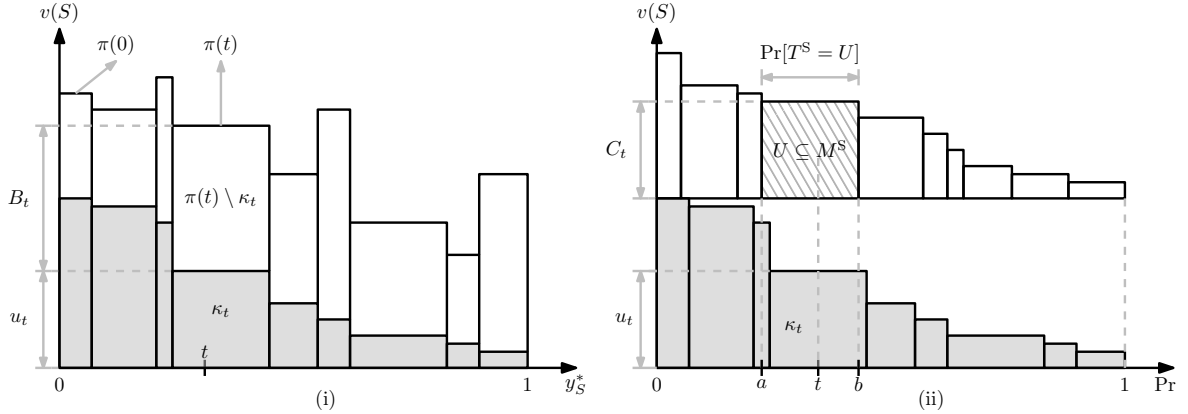 v(S)
π(0)
π(t)
B_t
π(t) \ κ_t
u_t
κ_t
t
0
1
y*_S
(i)
v(S)
Pr[T^S = U]
C_t
U ⊆ M^S
u_t
κ_t
0
a
t
b
1
Pr
(ii)